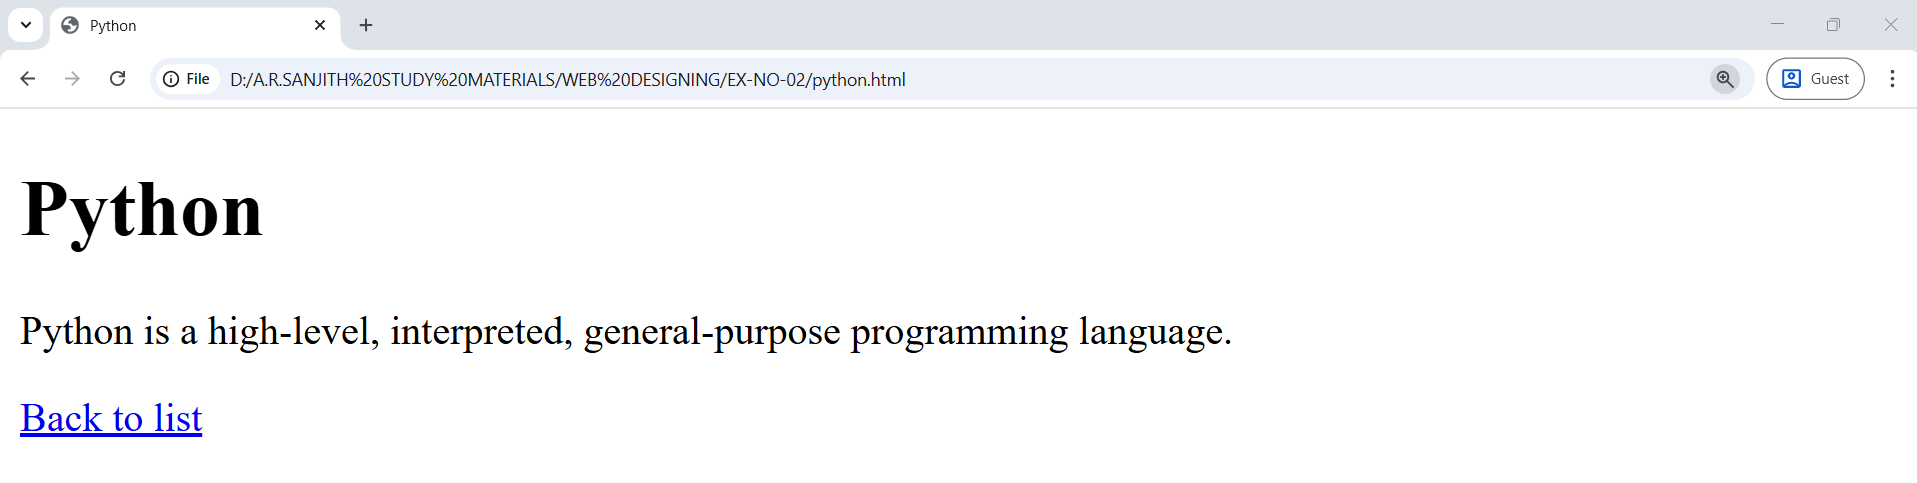 Python
File D:/A.R.SANJITH%20STUDY%20MATERIALS/WEB%20DESIGNING/EX-NO-02/python.html Guest
Python
Python is a high-level, interpreted, general-purpose programming language.
Back to list